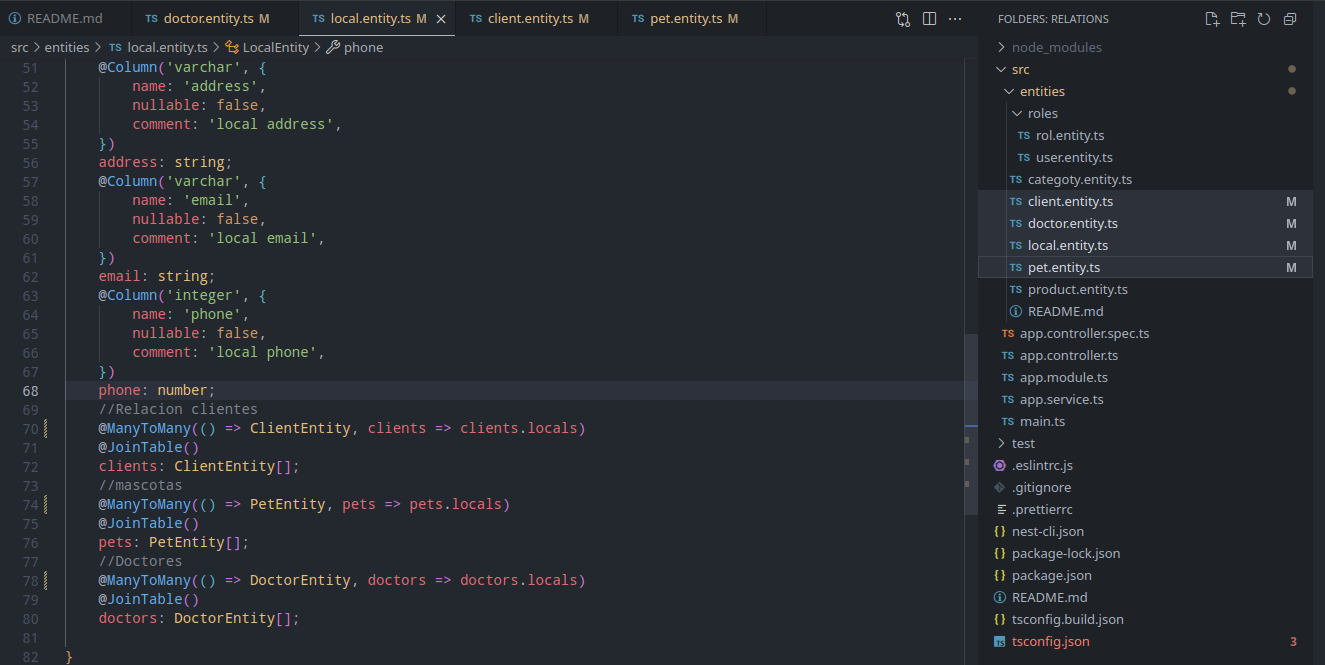 README.md
TS doctor.entity.ts M
TS local.entity.ts M
TS client.entity.ts M
TS pet.entity.ts M
src > entities > TS local.entity.ts > LocalEntity > phone
51 @Column('varchar', {
52 name: 'address',
53 nullable: false,
54 comment: 'local address',
55 })
56 address: string;
57 @Column('varchar', {
58 name: 'email',
59 nullable: false,
60 comment: 'local email',
61 })
62 email: string;
63 @Column('integer', {
64 name: 'phone',
65 nullable: false,
66 comment: 'local phone',
67 })
68 phone: number;
69 //Relacion clientes
70 @ManyToMany(() => ClientEntity, clients => clients.locals)
71 @JoinTable()
72 clients: ClientEntity[];
73 //mascotas
74 @ManyToMany(() => PetEntity, pets => pets.locals)
75 @JoinTable()
76 pets: PetEntity[];
77 //Doctores
78 @ManyToMany(() => DoctorEntity, doctors => doctors.locals)
79 @JoinTable()
80 doctors: DoctorEntity[];
81
82 }
FOLDERS: RELATIONS
node_modules
src
entities
roles
TS rol.entity.ts
TS user.entity.ts
TS categoty.entity.ts
TS client.entity.ts M
TS doctor.entity.ts M
TS local.entity.ts M
TS pet.entity.ts M
TS product.entity.ts
README.md
TS app.controller.spec.ts
TS app.controller.ts
TS app.module.ts
TS app.service.ts
TS main.ts
test
.eslintrc.js
.gitignore
.prettierrc
{} nest-cli.json
{} package-lock.json
{} package.json
README.md
{} tsconfig.build.json
TS tsconfig.json 3